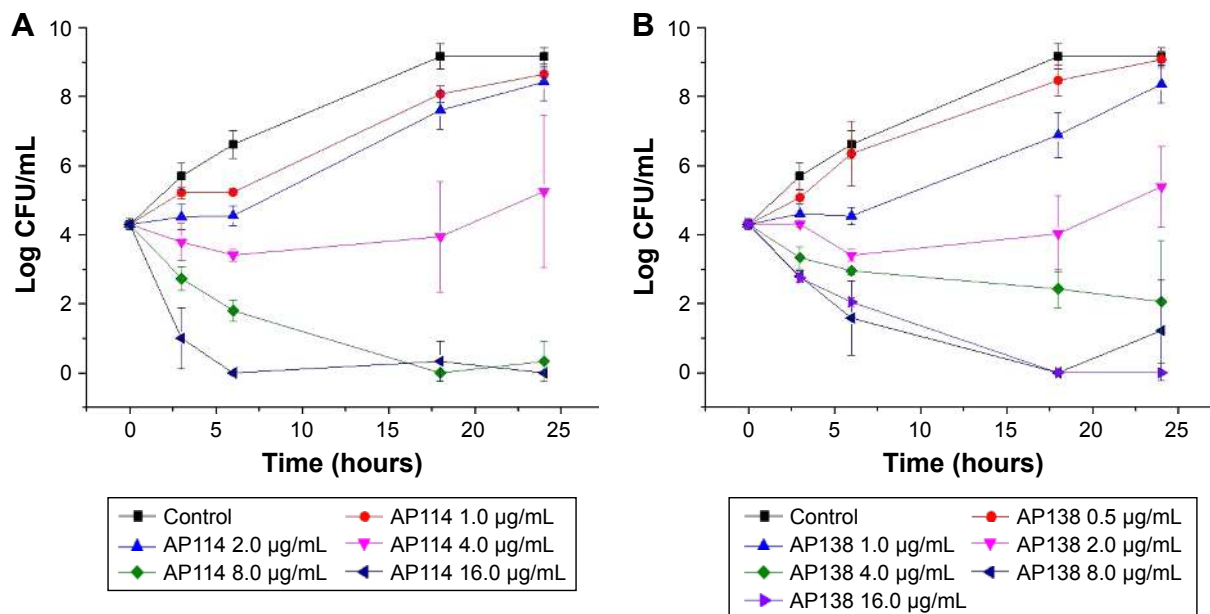 A
10
8
6
4
2
0
Log CFU/mL
0 5 10 15 20 25
Time (hours)
Control
AP114 1.0 µg/mL
AP114 2.0 µg/mL
AP114 4.0 µg/mL
AP114 8.0 µg/mL
AP114 16.0 µg/mL
B
10
8
6
4
2
0
Log CFU/mL
0 5 10 15 20 25
Time (hours)
Control
AP138 0.5 µg/mL
AP138 1.0 µg/mL
AP138 2.0 µg/mL
AP138 4.0 µg/mL
AP138 8.0 µg/mL
AP138 16.0 µg/mL